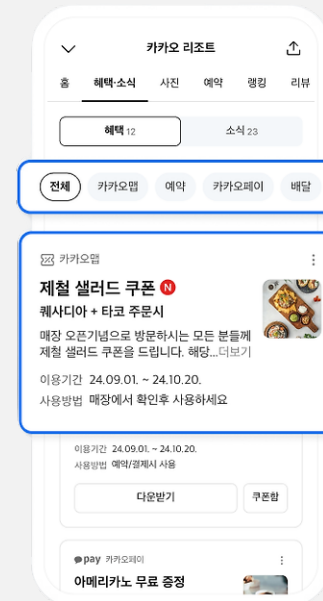 카카오 리조트
홈 혜택·소식 사진 예약 랭킹 리뷰
혜택 12 소식 23
전체 카카오맵 예약 카카오페이 배달
카카오맵
제철 샐러드 쿠폰 N
퀘사디아 + 타코 주문시
매장 오픈기념으로 방문하시는 모든 분들께
제철 샐러드 쿠폰을 드립니다. 해당...더보기
이용기간 24.09.01. ~ 24.10.20.
사용방법 매장에서 확인후 사용하세요
이용기간 24.09.01. ~ 24.10.20.
사용방법 예약/결제시 사용
다운받기 쿠폰함
pay 카카오페이
아메리카노 무료 증정